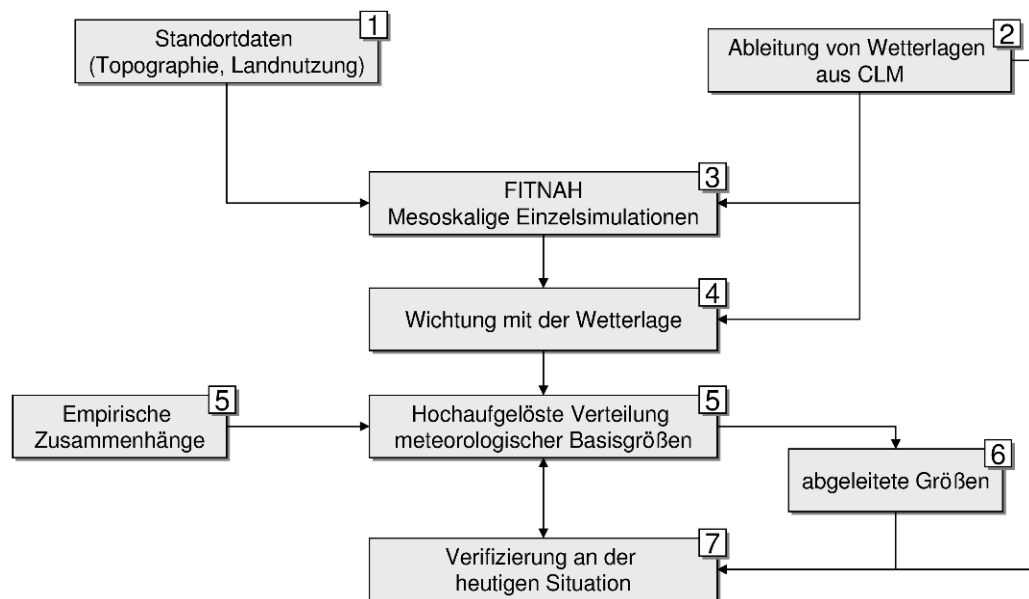 1
Standortdaten
(Topographie, Landnutzung)
2
Ableitung von Wetterlagen
aus CLM
3
FITNAH
Mesoskalige Einzelsimulationen
4
Wichtung mit der Wetterlage
5
Empirische
Zusammenhänge
5
Hochaufgelöste Verteilung
meteorologischer Basisgrößen
6
abgeleitete Größen
7
Verifizierung an der
heutigen Situation